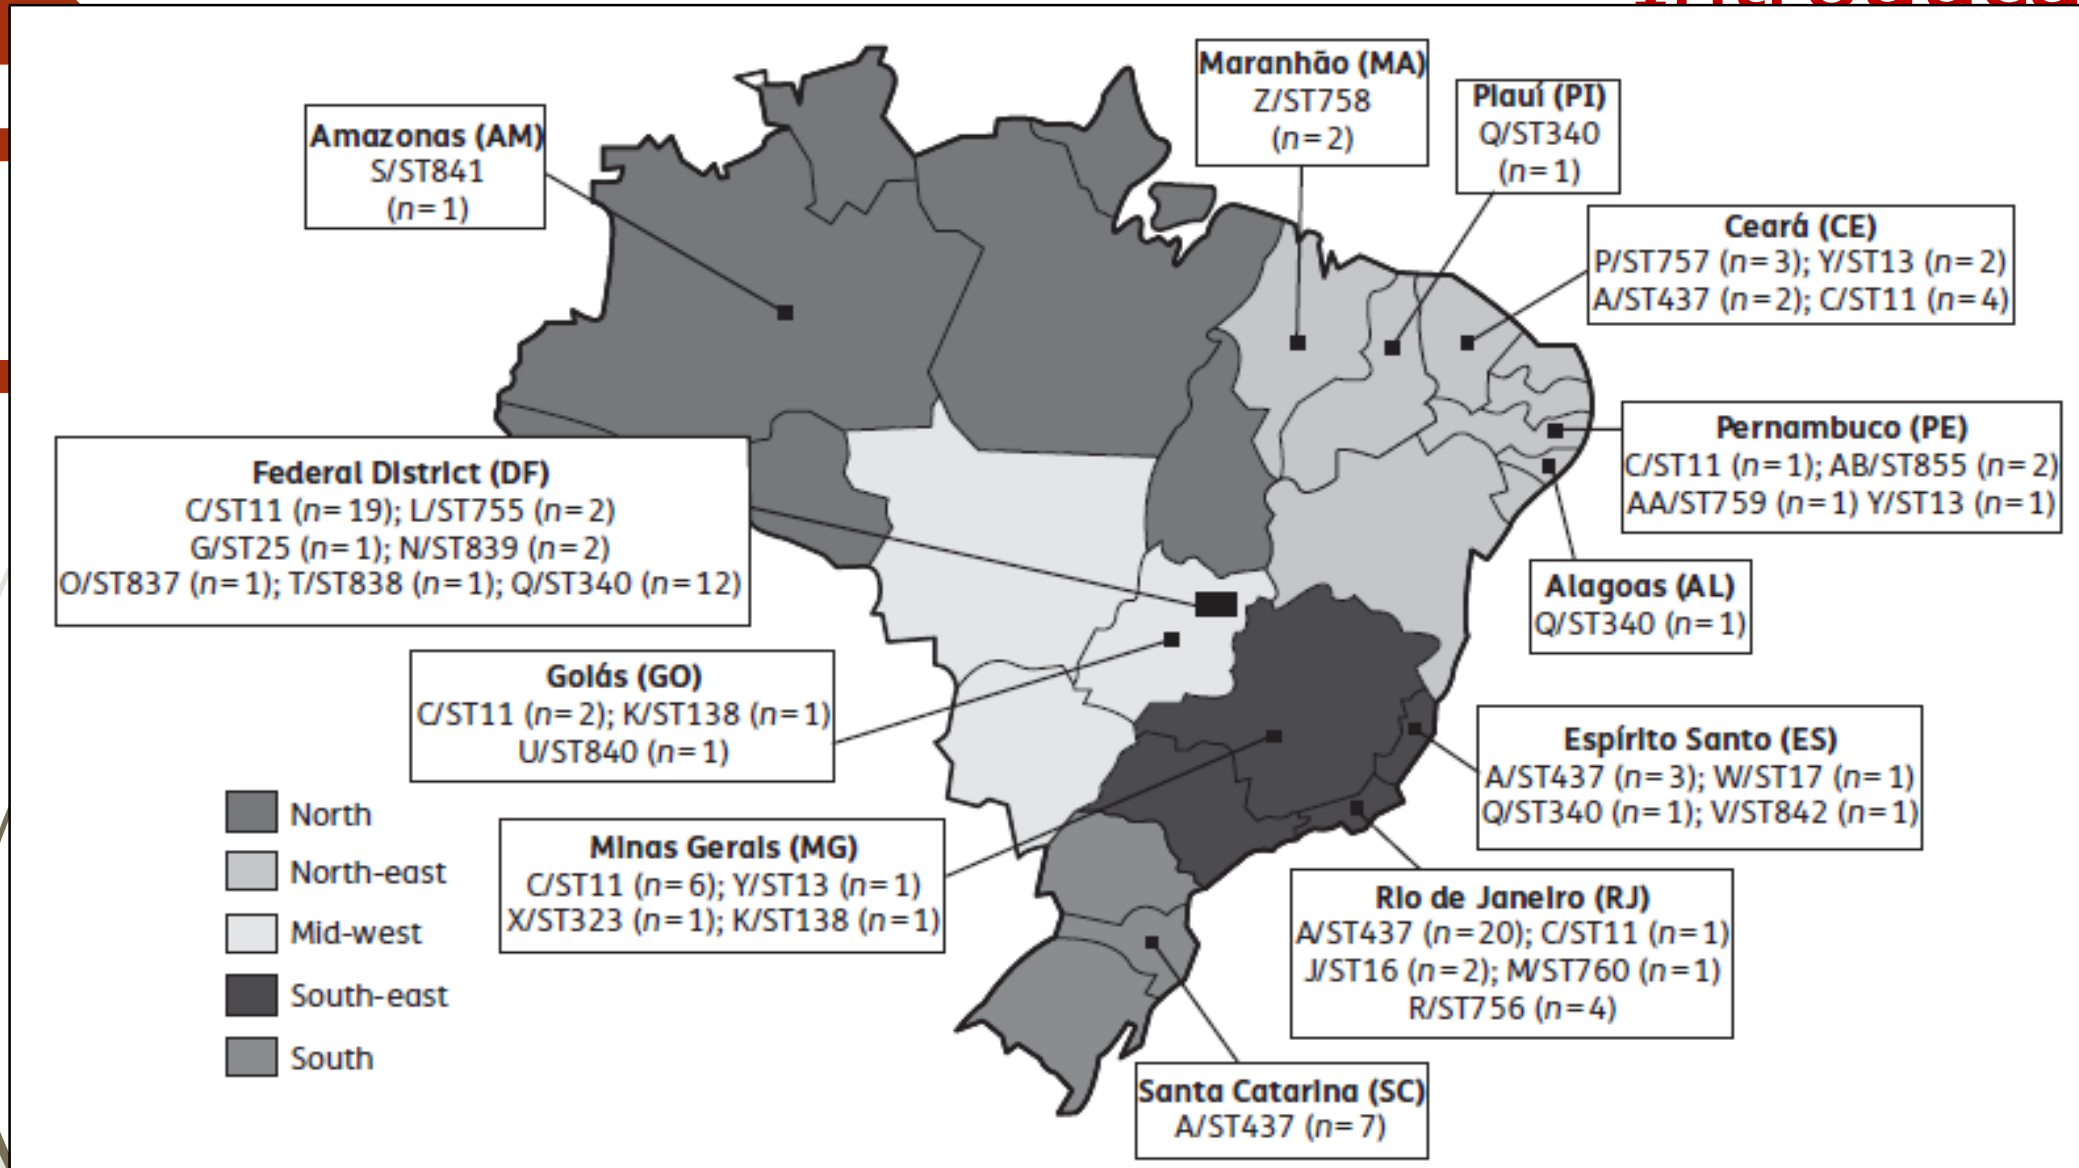 Maranhão (MA)
Z/ST758
(n=2)
Piauí (PI)
Q/ST340
(n=1)
Amazonas (AM)
S/ST841
(n=1)
Ceará (CE)
P/ST757 (n=3); Y/ST13 (n=2)
A/ST437 (n=2); C/ST11 (n=4)
Pernambuco (PE)
C/ST11 (n=1); AB/ST855 (n=2)
AA/ST759 (n=1) Y/ST13 (n=1)
Federal District (DF)
C/ST11 (n=19); L/ST755 (n=2)
G/ST25 (n=1); N/ST839 (n=2)
O/ST837 (n=1); T/ST838 (n=1); Q/ST340 (n=12)
Alagoas (AL)
Q/ST340 (n=1)
Goiás (GO)
C/ST11 (n=2); K/ST138 (n=1)
U/ST840 (n=1)
Espírito Santo (ES)
A/ST437 (n=3); W/ST17 (n=1)
Q/ST340 (n=1); V/ST842 (n=1)
North
North-east
Mid-west
South-east
South
Minas Gerais (MG)
C/ST11 (n=6); Y/ST13 (n=1)
X/ST323 (n=1); K/ST138 (n=1)
Rio de Janeiro (RJ)
A/ST437 (n=20); C/ST11 (n=1)
J/ST16 (n=2); M/ST760 (n=1)
R/ST756 (n=4)
Santa Catarina (SC)
A/ST437 (n=7)